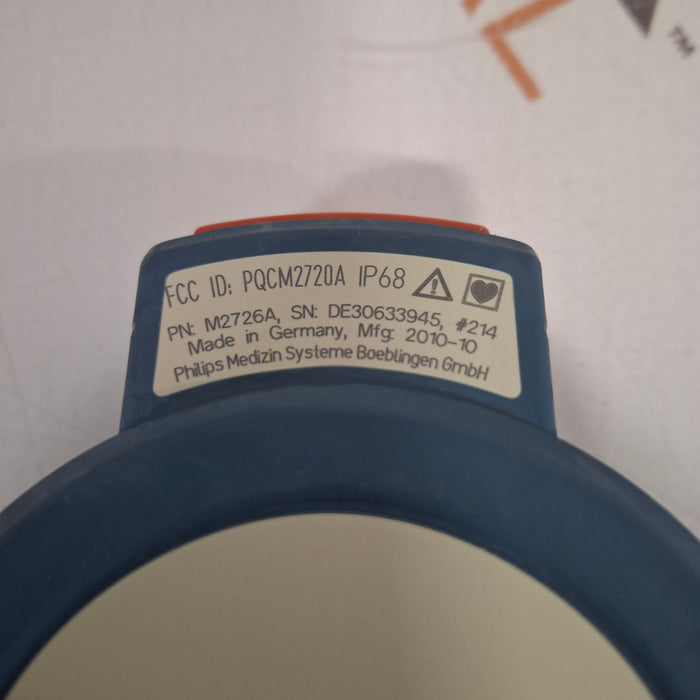 TM
FCC ID: PQCM2720A IP68
PN: M2726A, SN: DE30633945, #214
Made in Germany, Mfg: 2010-10
Philips Medizin Systeme Boeblingen GmbH